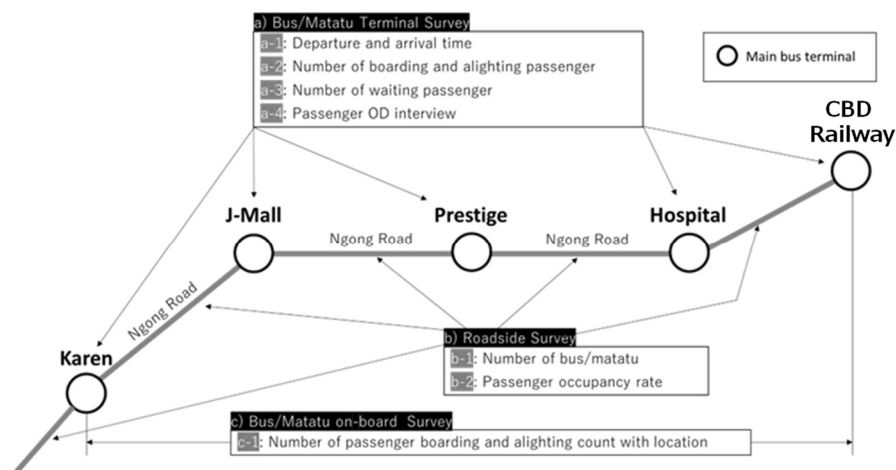 a) Bus/Matatu Terminal Survey
a-1: Departure and arrival time
a-2: Number of boarding and alighting passenger
a-3: Number of waiting passenger
a-4: Passenger OD interview
Main bus terminal
CBD
Railway
J-Mall
Prestige
Hospital
Ngong Road
Ngong Road
Ngong Road
Karen
b) Roadside Survey
b-1: Number of bus/matatu
b-2: Passenger occupancy rate
c) Bus/Matatu on-board Survey
c-1: Number of passenger boarding and alighting count with location